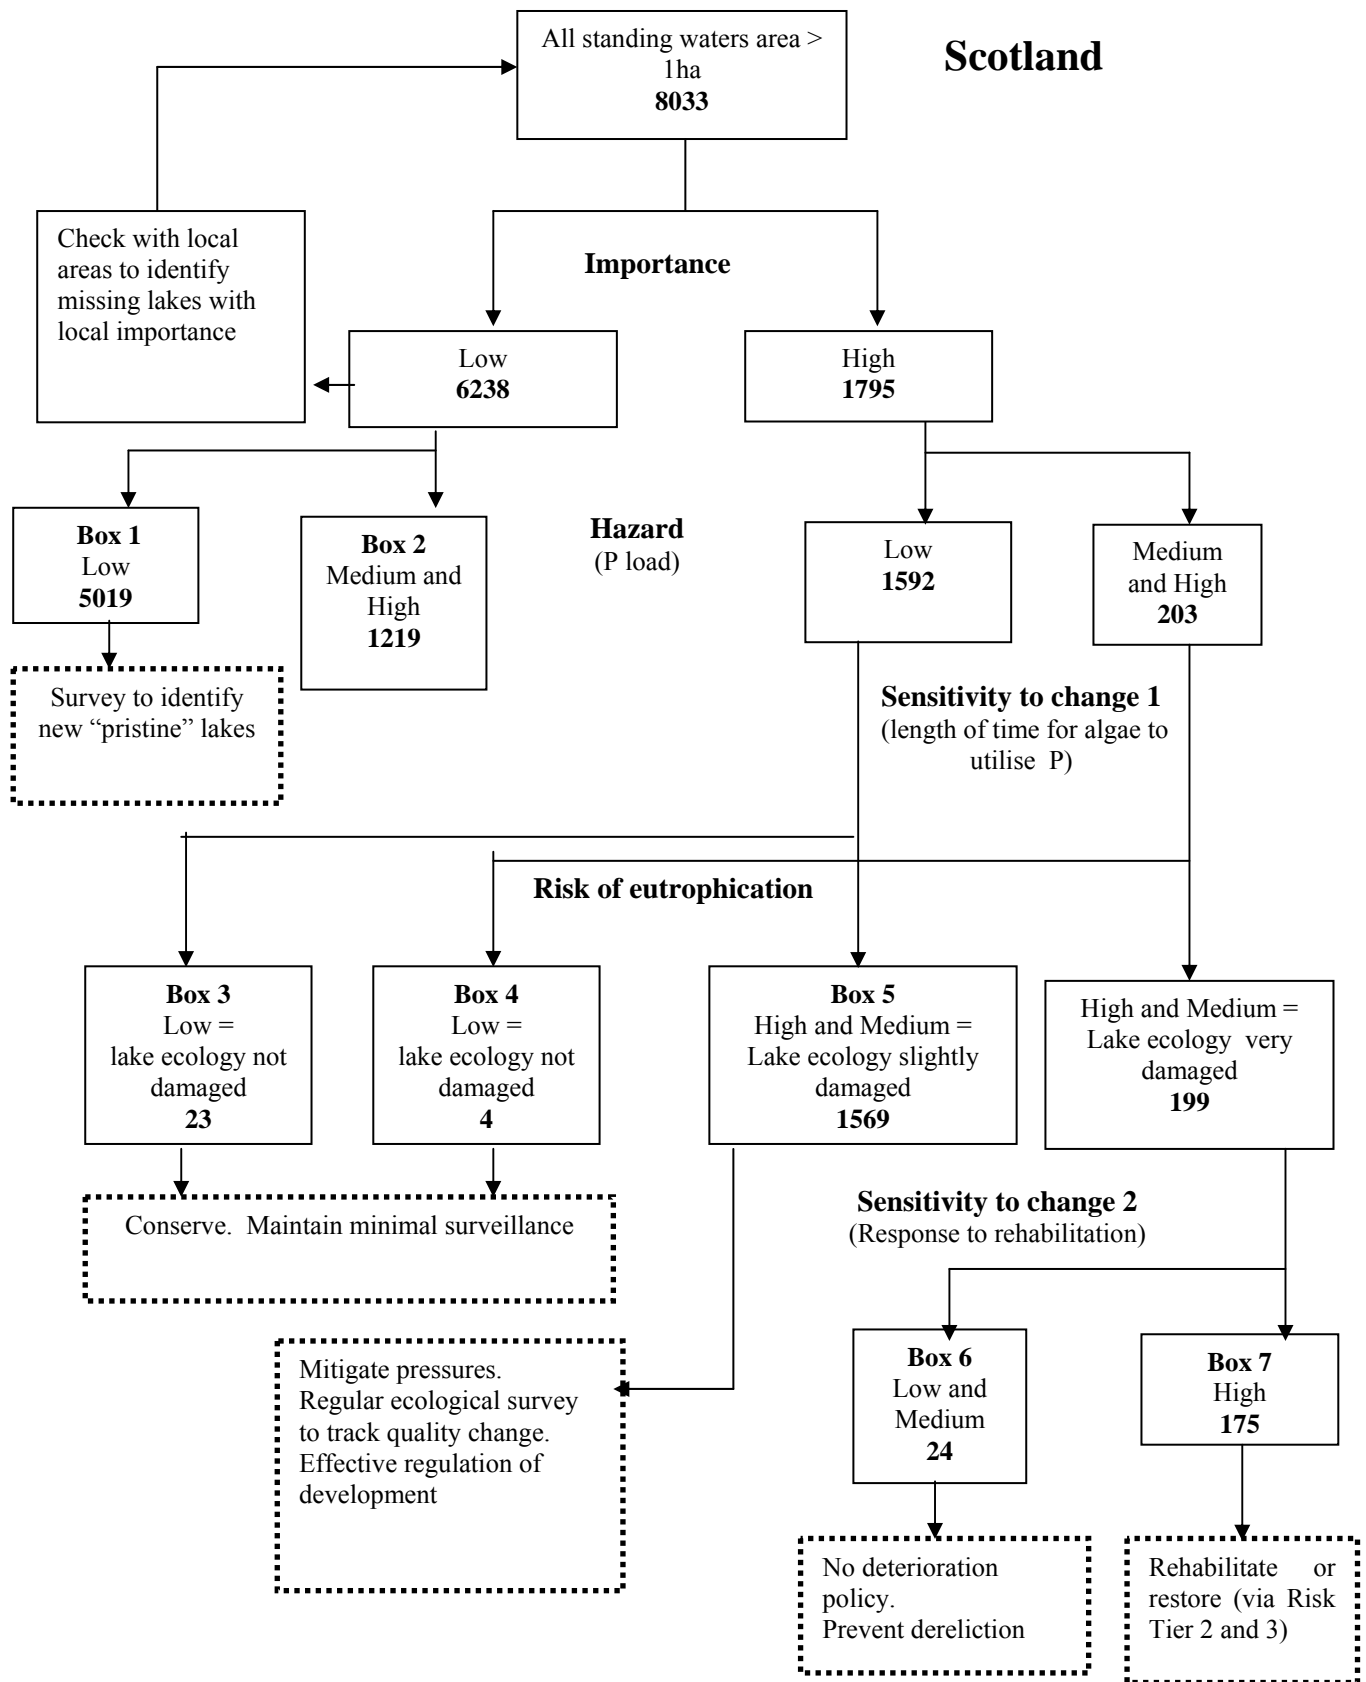 All standing waters area >
1ha
8033
Scotland
Check with local
areas to identify
missing lakes with
local importance
Importance
Low
6238
High
1795
Box 1
Low
5019
Box 2
Medium and
High
1219
Hazard
(P load)
Low
1592
Medium
and High
203
Survey to identify
new “pristine” lakes
Sensitivity to change 1
(length of time for algae to
utilise P)
Risk of eutrophication
Box 3
Low =
lake ecology not
damaged
23
Box 4
Low =
lake ecology not
damaged
4
Box 5
High and Medium =
Lake ecology slightly
damaged
1569
High and Medium =
Lake ecology very
damaged
199
Conserve. Maintain minimal surveillance
Sensitivity to change 2
(Response to rehabilitation)
Mitigate pressures.
Regular ecological survey
to track quality change.
Effective regulation of
development
Box 6
Low and
Medium
24
Box 7
High
175
No deterioration
policy.
Prevent dereliction
Rehabilitate or
restore (via Risk
Tier 2 and 3)